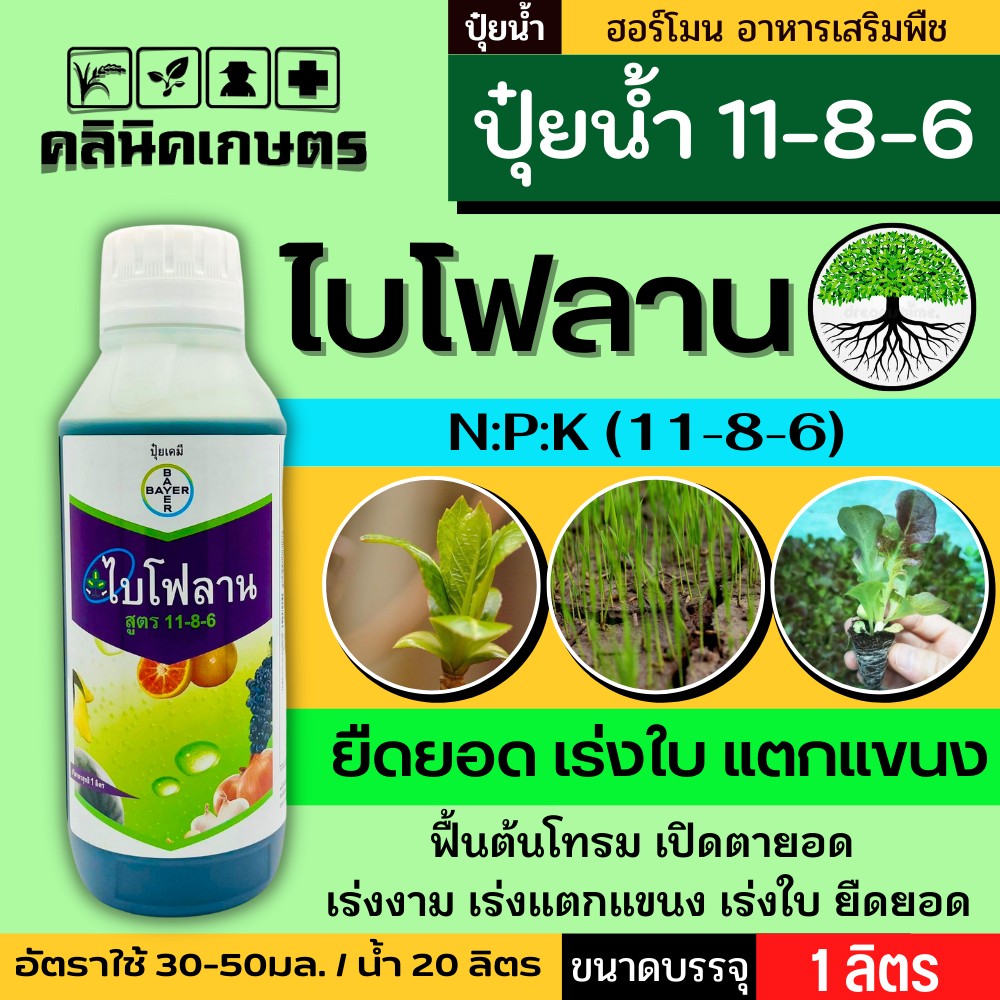 คลินิคเกษตร
ปุ๋ยน้ำ
ฮอร์โมน อาหารเสริมพืช
ปุ๋ยน้ำ 11-8-6
ไบโฟลาน
N:P:K (11-8-6)
ปุ๋ยเคมี
BAYER
BAYER
ไบโฟลาน
สูตร 11-8-6
ยืดยอด เร่งใบ แตกแขนง
ฟื้นต้นโทรม เปิดตายอด
เร่งงาม เร่งแตกแขนง เร่งใบ ยืดยอด
อัตราใช้ 30-50มล. / น้ำ 20 ลิตร
ขนาดบรรจุ
1 ลิตร